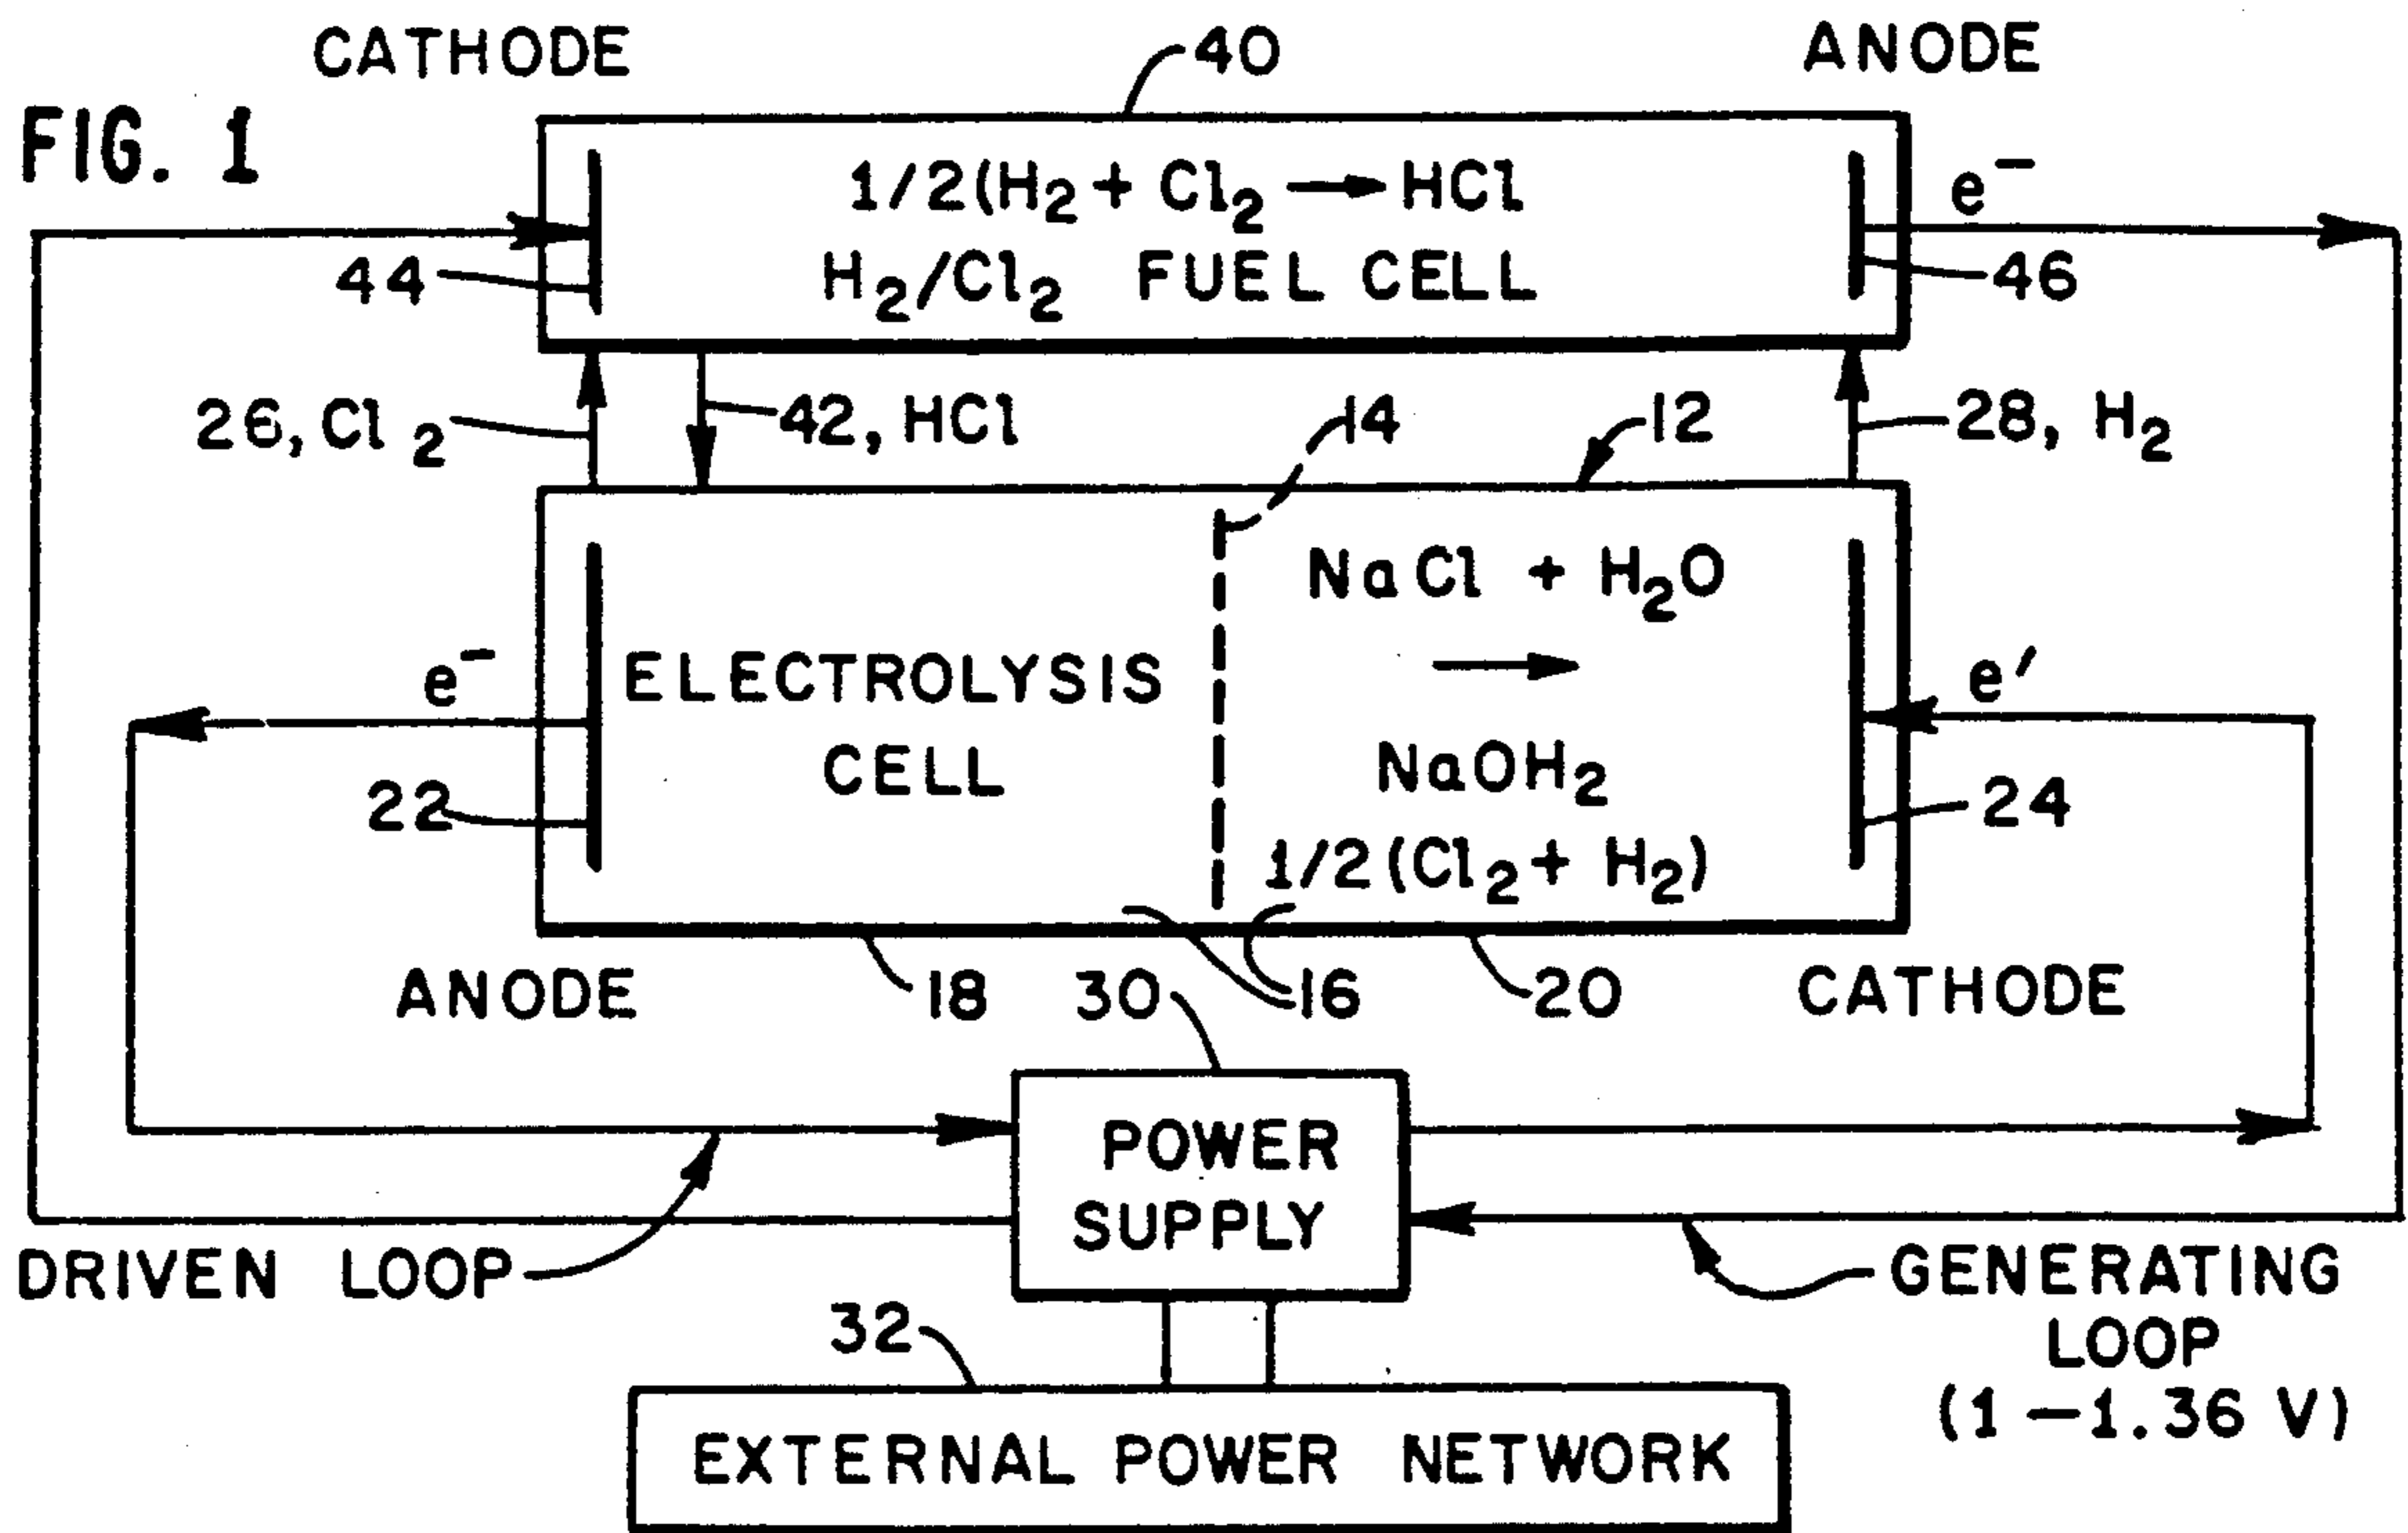 CATHODE
40
ANODE
FIG. 1
1/2(H₂ + Cl₂ → HCl
e⁻
44
H₂/Cl₂ FUEL CELL
46
26, Cl₂
42, HCl
14
12
28, H₂
NaCl + H₂O
e⁻
ELECTROLYSIS
→
e′
CELL
NaOH₂
22
24
1/2(Cl₂ + H₂)
ANODE
18
30
16
20
CATHODE
POWER
SUPPLY
DRIVEN LOOP
GENERATING
LOOP
(1 — 1.36 V)
32
EXTERNAL POWER NETWORK